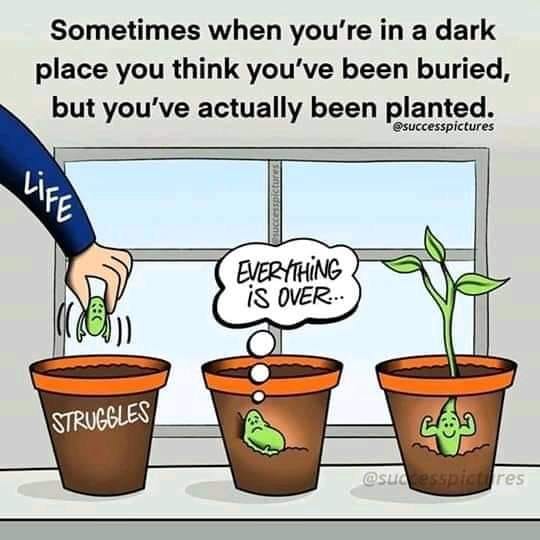 Sometimes when you're in a dark
place you think you've been buried,
but you've actually been planted.
@successpictures
LiFE
@successpictures
EVERYTHiNG
iS OVER...
STRUGGLES
@successpictures